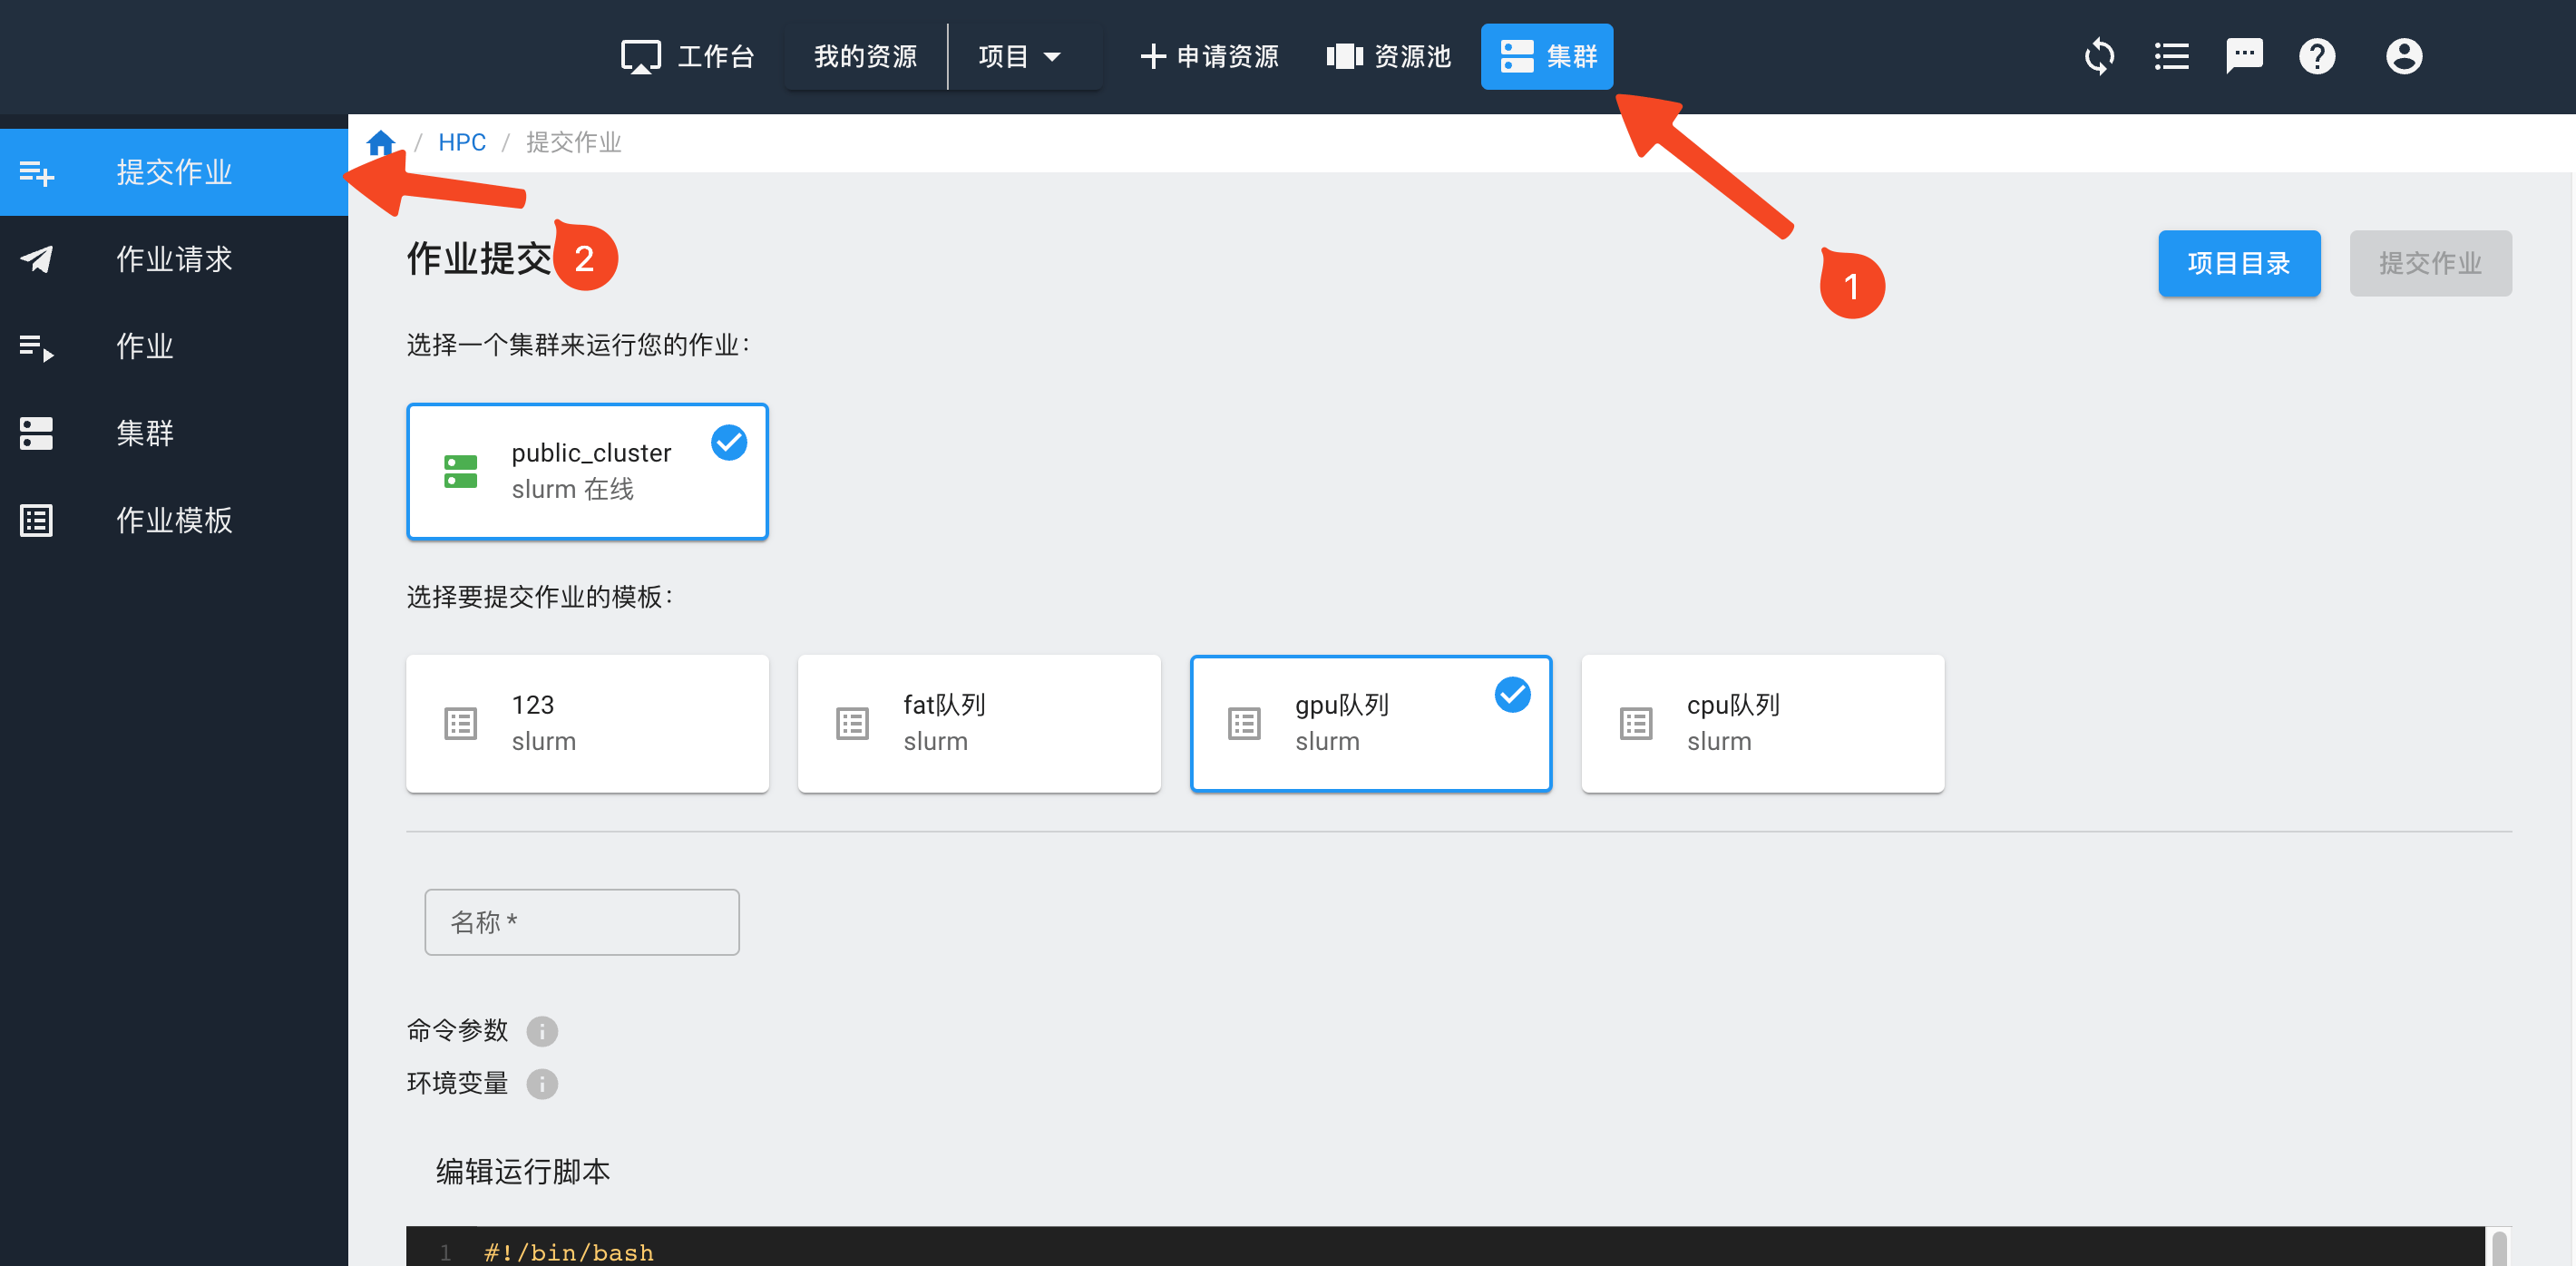 工作台 我的资源 项目 申请资源 资源池 集群
提交作业
作业请求
作业
集群
作业模板
/ HPC / 提交作业
作业提交
2
1
项目目录
提交作业
选择一个集群来运行您的作业:
public_cluster
slurm 在线
选择要提交作业的模板:
123
slurm
fat队列
slurm
gpu队列
slurm
cpu队列
slurm
名称 *
命令参数
环境变量
编辑运行脚本
1 #!/bin/bash